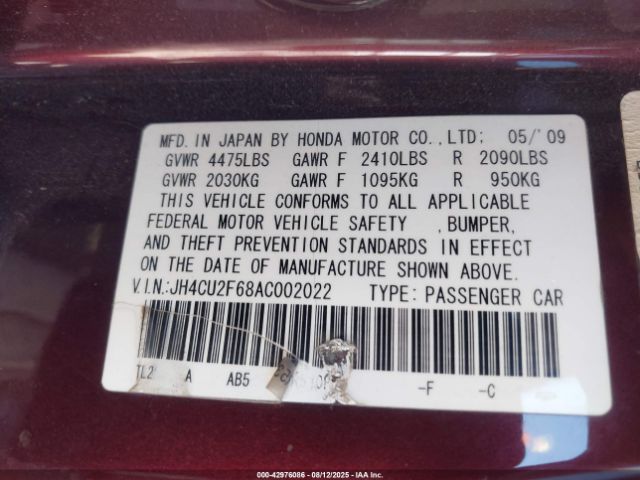 MFD. IN JAPAN BY HONDA MOTOR CO., LTD; 05/'09
GVWR 4475LBS GAWR F 2410LBS R 2090LBS
GVWR 2030KG GAWR F 1095KG R 950KG
THIS VEHICLE CONFORMS TO ALL APPLICABLE
FEDERAL MOTOR VEHICLE SAFETY , BUMPER,
AND THEFT PREVENTION STANDARDS IN EFFECT
ON THE DATE OF MANUFACTURE SHOWN ABOVE.
V.I.N.:JH4CU2F68AC002022 TYPE: PASSENGER CAR
TL2 A AB5 -F -C
000-42976086 - 08/12/2025 - IAAI, Inc.